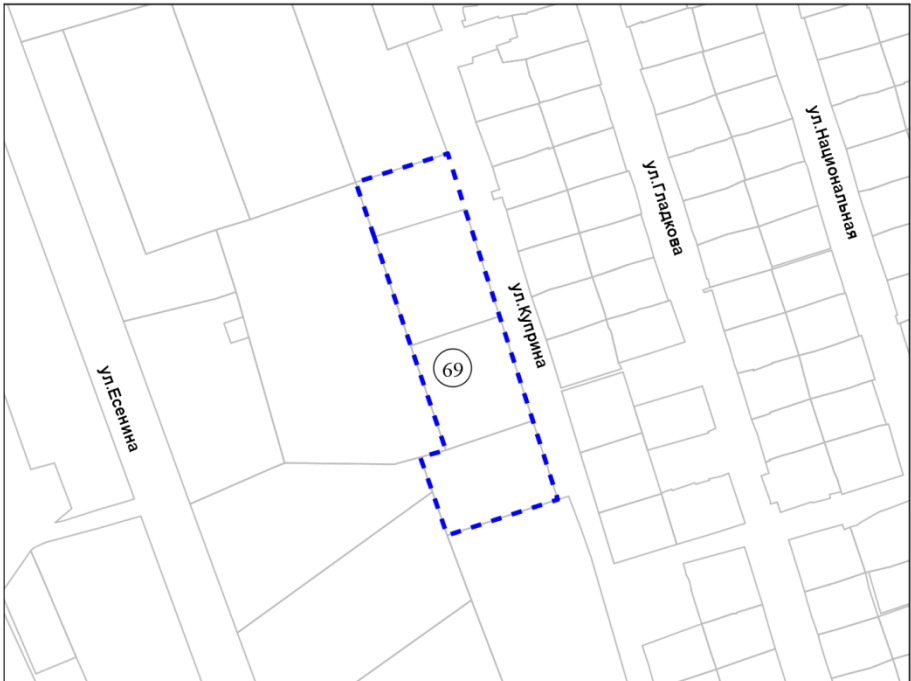 ул.Национальная
ул.Гладкова
ул.Куприна
69
ул.Есенина